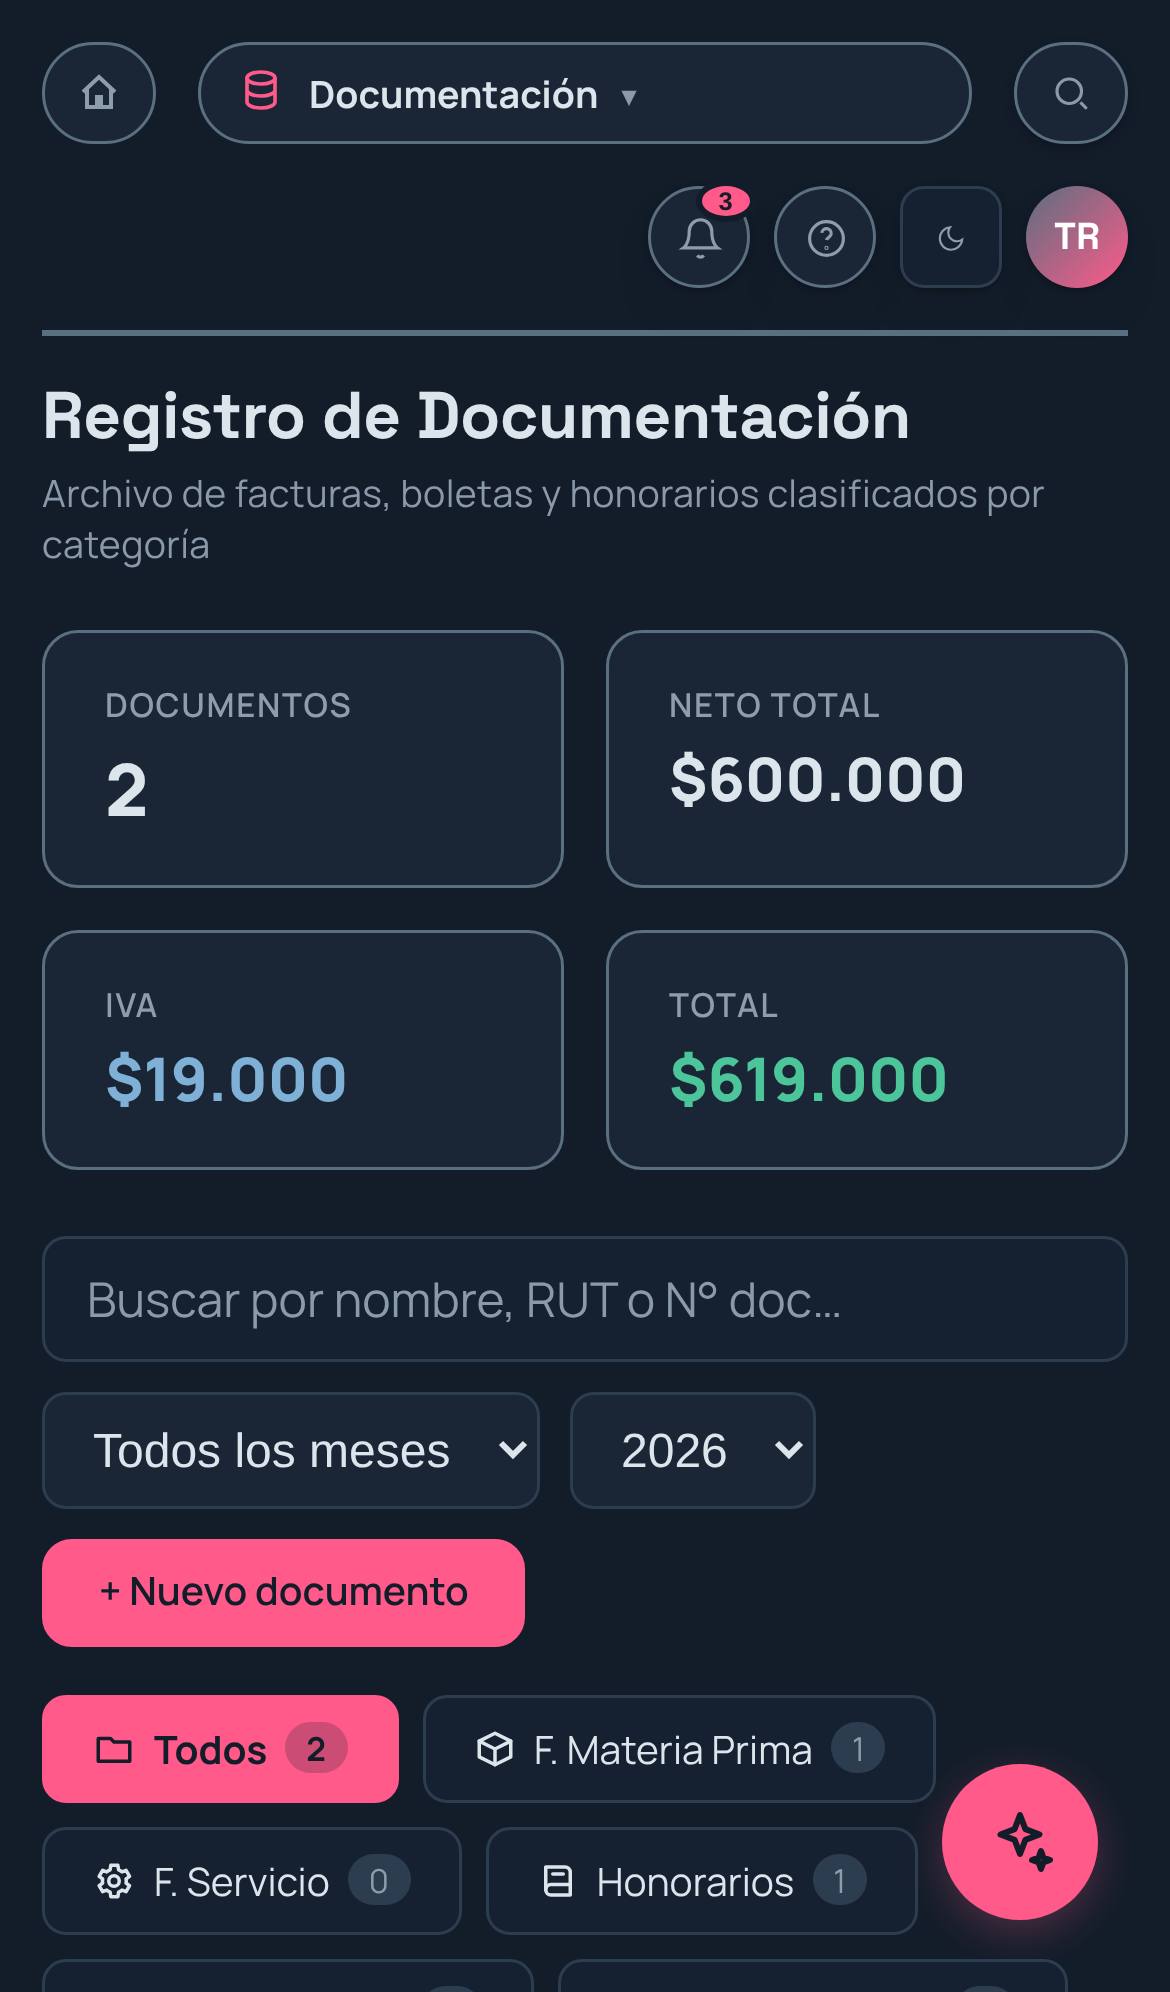 Documentación ▾
3
TR
Registro de Documentación
Archivo de facturas, boletas y honorarios clasificados por
categoría
DOCUMENTOS
2
NETO TOTAL
$600.000
IVA
$19.000
TOTAL
$619.000
Buscar por nombre, RUT o N° doc...
Todos los meses
2026
+ Nuevo documento
Todos 2
F. Materia Prima 1
F. Servicio 0
Honorarios 1